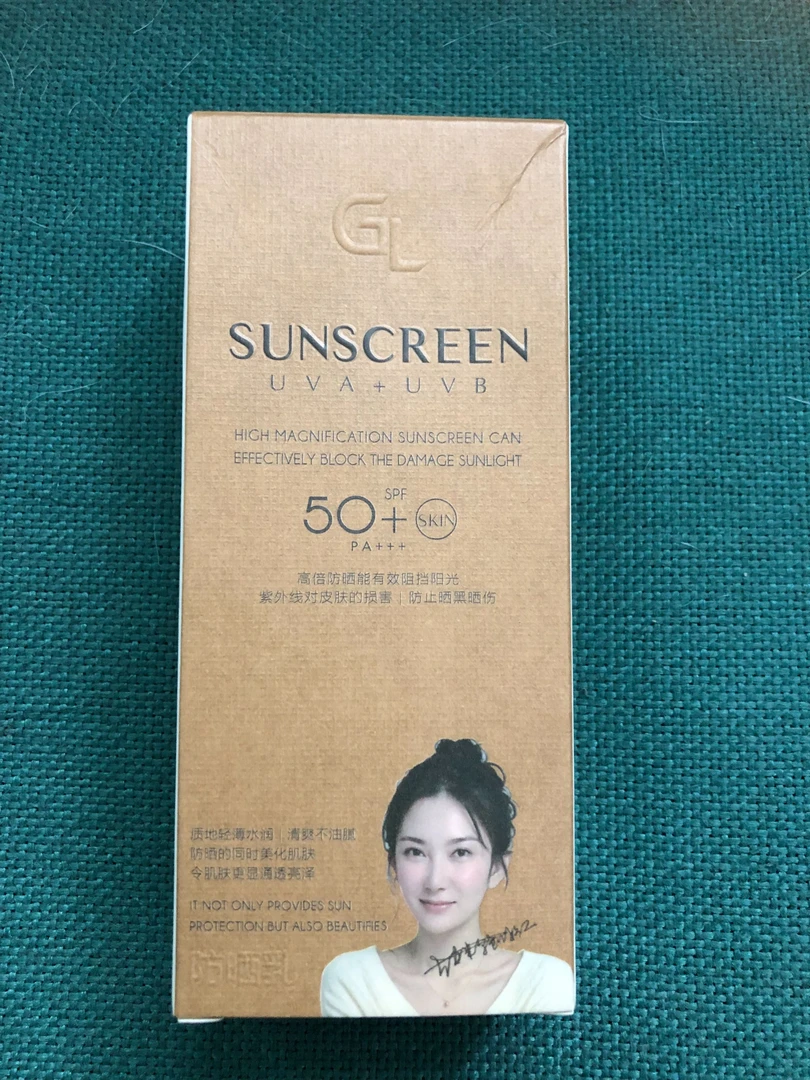 GL
SUNSCREEN
UVA+UVB
HIGH MAGNIFICATION SUNSCREEN CAN
EFFECTIVELY BLOCK THE DAMAGE SUNLIGHT
SPF
50+ SKIN
PA+++
高倍防晒能有效阻挡阳光
紫外线对皮肤的损害|防止晒黑晒伤
质地轻薄水润|清爽不油腻
防晒的同时美化肌肤
令肌肤更显通透亮泽
IT NOT ONLY PROVIDES SUN
PROTECTION BUT ALSO BEAUTIFIES
防晒乳